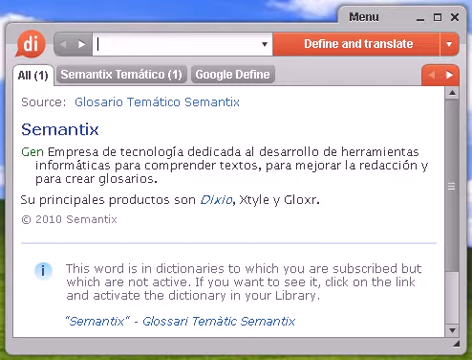 Menu
di
Define and translate
All (1) Semantix Temático (1) Google Define
Source: Glosario Temático Semantix
Semantix
Gen Empresa de tecnología dedicada al desarrollo de herramientas
informáticas para comprender textos, para mejorar la redacción y
para crear glosarios.
Su principales productos son Dixio, Xtyle y Gloxr.
© 2010 Semantix
i
This word is in dictionaries to which you are subscribed but
which are not active. If you want to see it, click on the link
and activate the dictionary in your Library.
"Semantix" - Glossari Temàtic Semantix